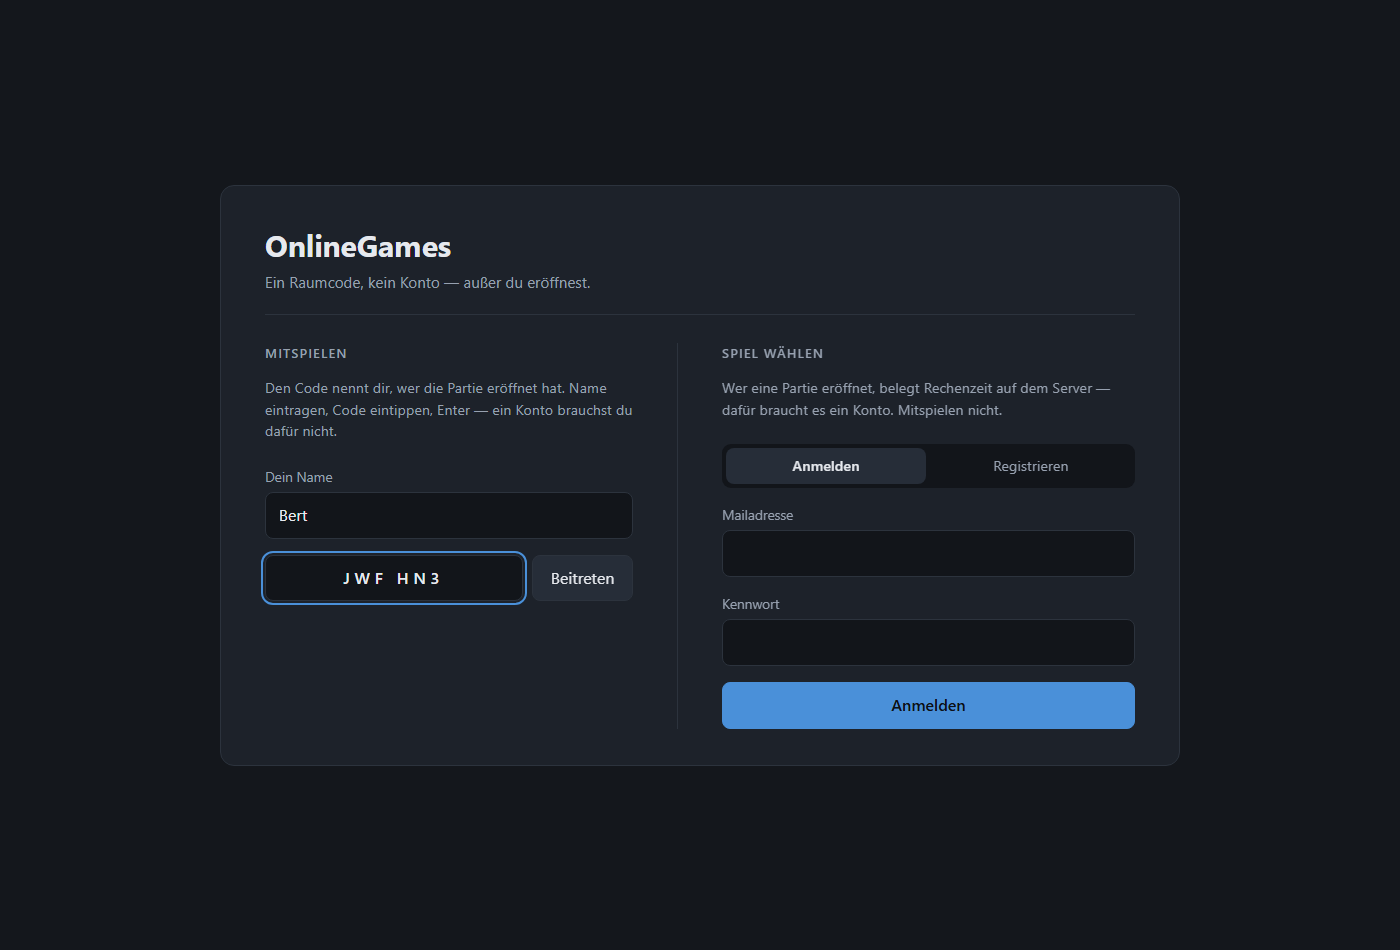 OnlineGames
Ein Raumcode, kein Konto — außer du eröffnest.
MITSPIELEN
Den Code nennt dir, wer die Partie eröffnet hat. Name
eintragen, Code eintippen, Enter — ein Konto brauchst du
dafür nicht.
Dein Name
Bert
JWF HN3
Beitreten
SPIEL WÄHLEN
Wer eine Partie eröffnet, belegt Rechenzeit auf dem Server —
dafür braucht es ein Konto. Mitspielen nicht.
Anmelden
Registrieren
Mailadresse
Kennwort
Anmelden